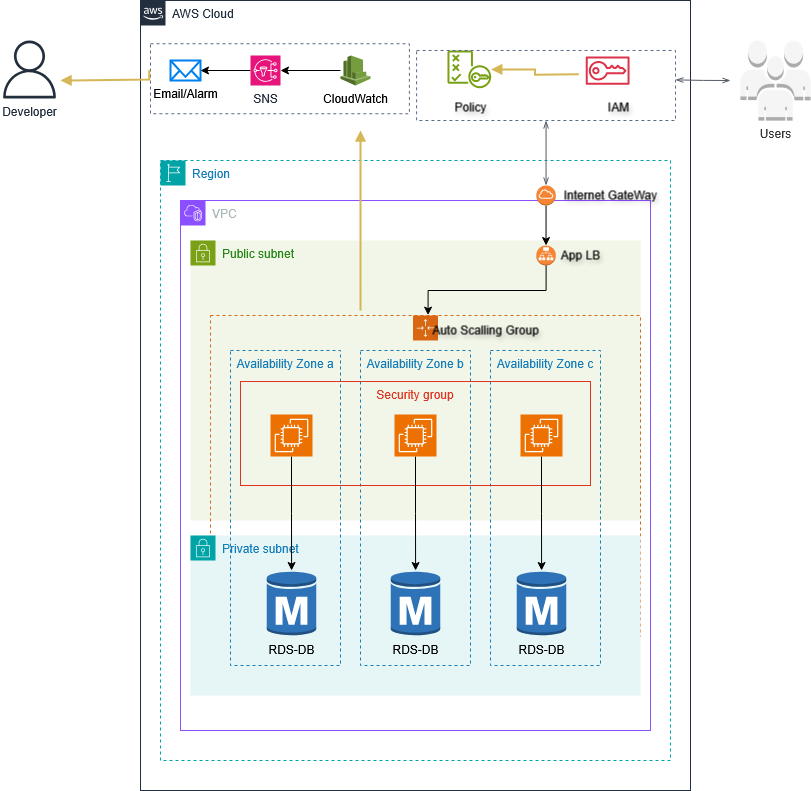 aws AWS Cloud
Developer
Email/Alarm
SNS
CloudWatch
Policy
IAM
Users
Region
Internet GateWay
VPC
Public subnet
App LB
Auto Scalling Group
Availability Zone a
Availability Zone b
Availability Zone c
Security group
Private subnet
M
M
M
RDS-DB
RDS-DB
RDS-DB